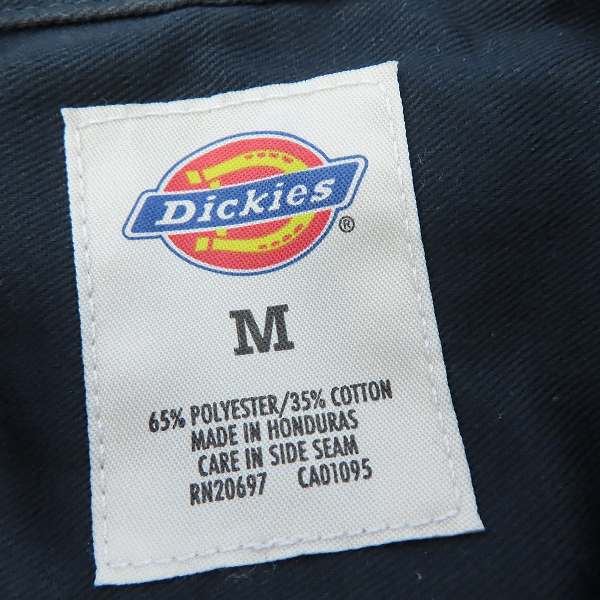 Dickies
®
M
65% POLYESTER/35% COTTON
MADE IN HONDURAS
CARE IN SIDE SEAM
RN20697 CA01095